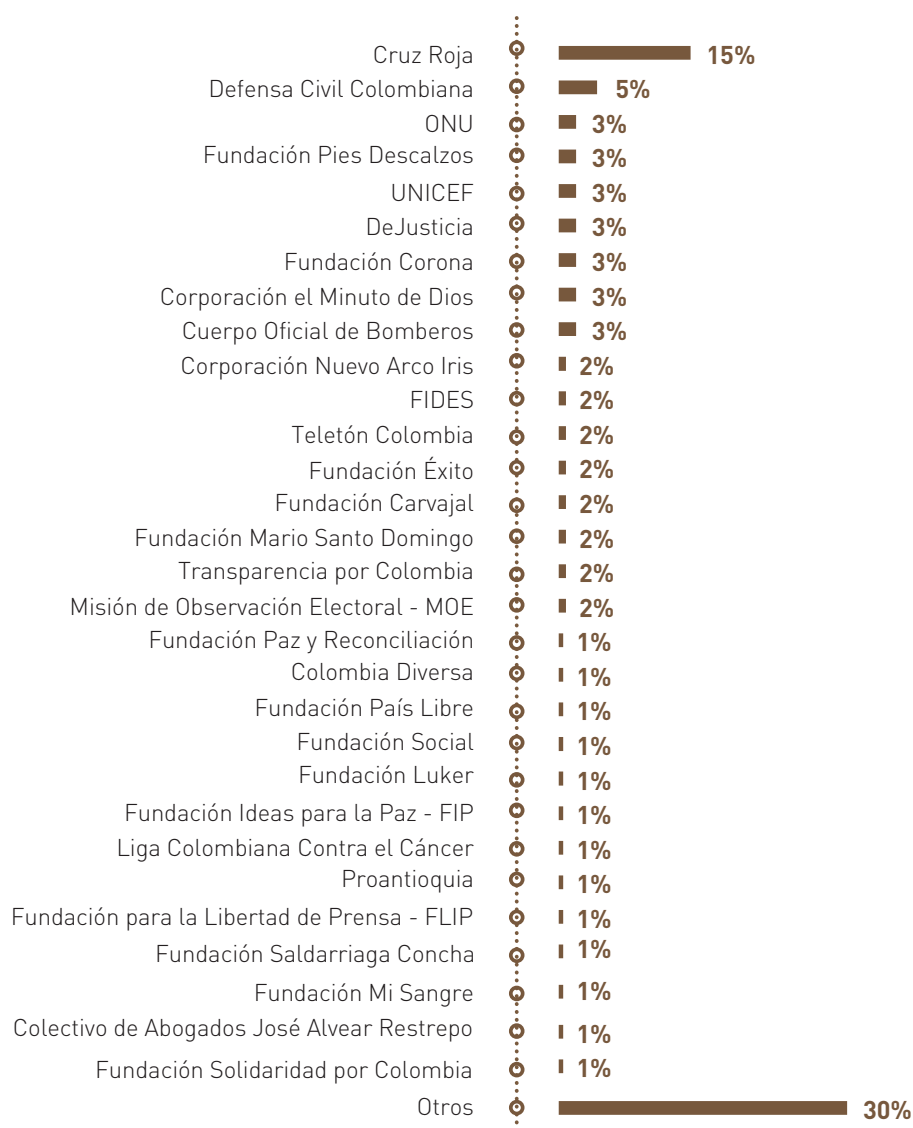 Cruz Roja 15%
Defensa Civil Colombiana 5%
ONU 3%
Fundación Pies Descalzos 3%
UNICEF 3%
DeJusticia 3%
Fundación Corona 3%
Corporación el Minuto de Dios 3%
Cuerpo Oficial de Bomberos 3%
Corporación Nuevo Arco Iris 2%
FIDES 2%
Teletón Colombia 2%
Fundación Éxito 2%
Fundación Carvajal 2%
Fundación Mario Santo Domingo 2%
Transparencia por Colombia 2%
Misión de Observación Electoral - MOE 2%
Fundación Paz y Reconciliación 1%
Colombia Diversa 1%
Fundación País Libre 1%
Fundación Social 1%
Fundación Luker 1%
Fundación Ideas para la Paz - FIP 1%
Liga Colombiana Contra el Cáncer 1%
Proantioquia 1%
Fundación para la Libertad de Prensa - FLIP 1%
Fundación Saldarriaga Concha 1%
Fundación Mi Sangre 1%
Colectivo de Abogados José Alvear Restrepo 1%
Fundación Solidaridad por Colombia 1%
Otros 30%